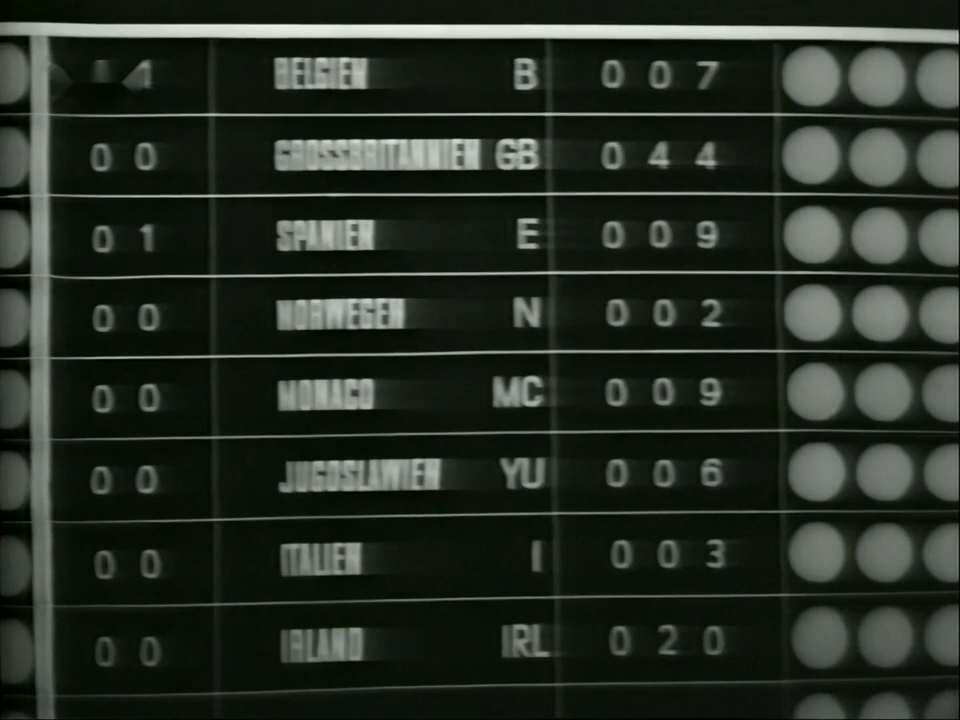 1 BELGIEN B 0 0 7
0 0 GROSSBRITANNIEN GB 0 4 4
0 1 SPANIEN E 0 0 9
0 0 NORWEGEN N 0 0 2
0 0 MONACO MC 0 0 9
0 0 JUGOSLAWIEN YU 0 0 6
0 0 ITALIEN I 0 0 3
0 0 IRLAND IRL 0 2 0